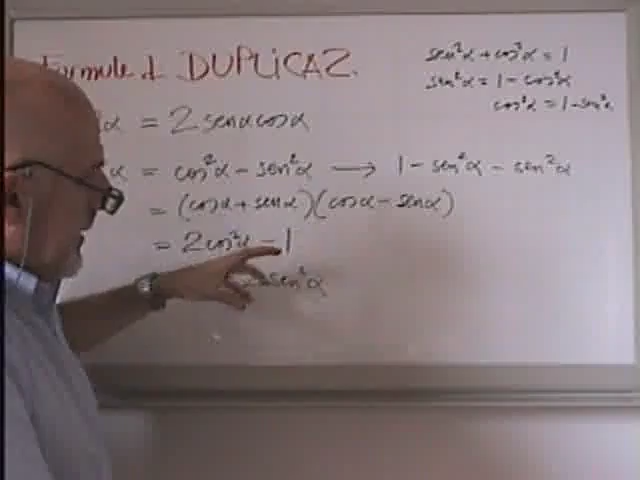 Formule d DUPLICAZ.
sen²α + cos²α = 1
sen²α = 1 - cos²α
cos²α = 1 - sen²α
α = 2 senα cosα
α = cos²α - sen²α → 1 - sen²α - sen²α
= (cosα + senα)(cosα - senα)
= 2cos²α - 1
sen²α